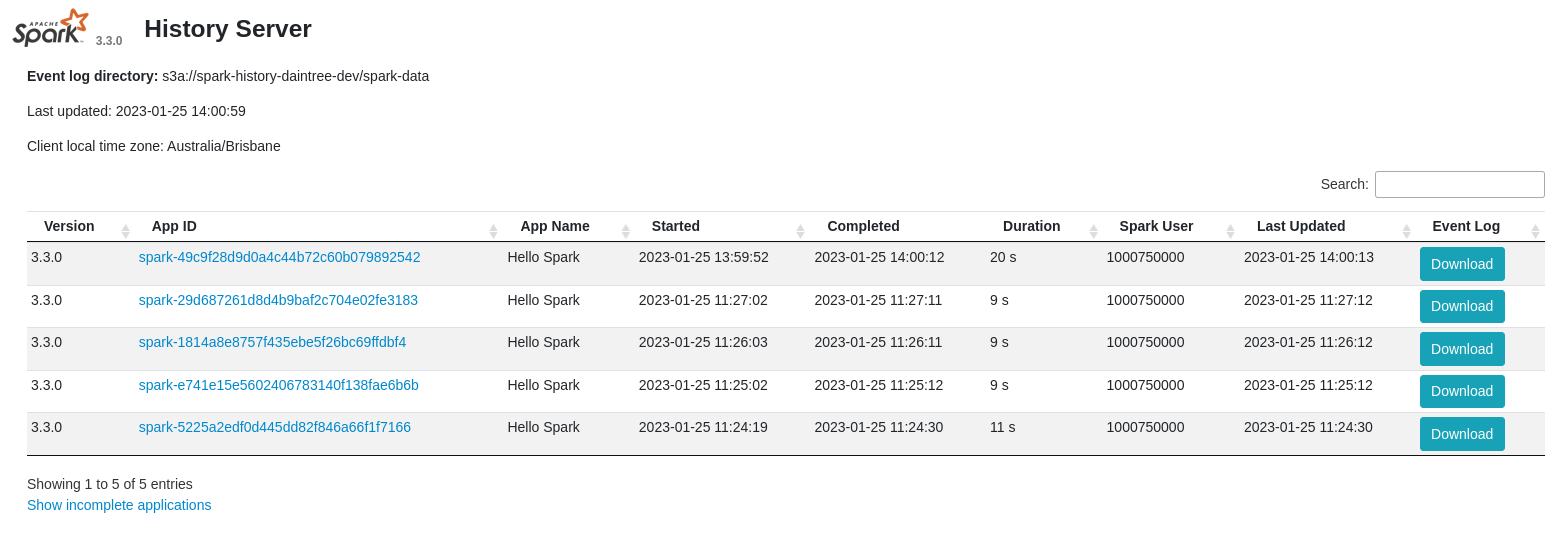 APACHE
Spark 3.3.0 History Server
Event log directory: s3a://spark-history-daintree-dev/spark-data
Last updated: 2023-01-25 14:00:59
Client local time zone: Australia/Brisbane
Search:
Version App ID App Name Started Completed Duration Spark User Last Updated Event Log
3.3.0 spark-49c9f28d9d0a4c44b72c60b079892542 Hello Spark 2023-01-25 13:59:52 2023-01-25 14:00:12 20 s 1000750000 2023-01-25 14:00:13 Download
3.3.0 spark-29d687261d8d4b9baf2c704e02fe3183 Hello Spark 2023-01-25 11:27:02 2023-01-25 11:27:11 9 s 1000750000 2023-01-25 11:27:12 Download
3.3.0 spark-1814a8e8757f435ebe5f26bc69ffdbf4 Hello Spark 2023-01-25 11:26:03 2023-01-25 11:26:11 9 s 1000750000 2023-01-25 11:26:12 Download
3.3.0 spark-e741e15e5602406783140f138fae6b6b Hello Spark 2023-01-25 11:25:02 2023-01-25 11:25:12 9 s 1000750000 2023-01-25 11:25:12 Download
3.3.0 spark-5225a2edf0d445dd82f846a66f1f7166 Hello Spark 2023-01-25 11:24:19 2023-01-25 11:24:30 11 s 1000750000 2023-01-25 11:24:30 Download
Showing 1 to 5 of 5 entries
Show incomplete applications